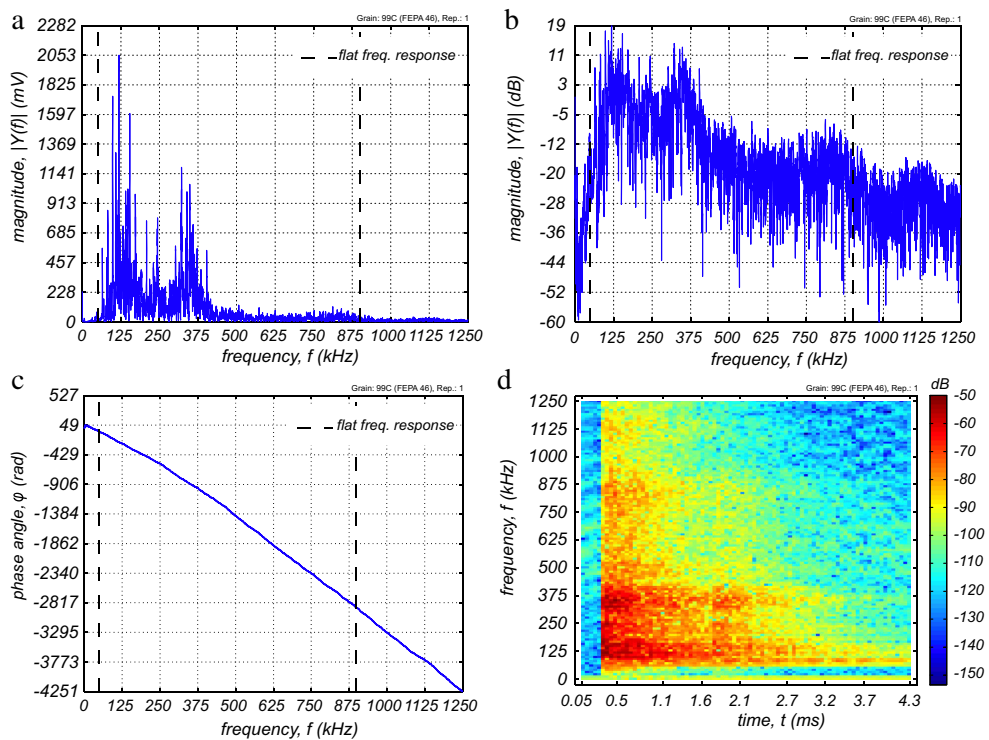 a
Grain: 99C (FEPA 46), Rep.: 1
2282
2053
1825
1597
1369
1141
913
685
457
228
0
magnitude, |Y(f)| (mV)
flat freq. response
0 125 250 375 500 625 750 875 1000 1125 1250
frequency, f (kHz)
b
Grain: 99C (FEPA 46), Rep.: 1
19
11
3
-5
-12
-20
-28
-36
-44
-52
-60
magnitude, |Y(f)| (dB)
flat freq. response
0 125 250 375 500 625 750 875 1000 1125 1250
frequency, f (kHz)
c
Grain: 99C (FEPA 46), Rep.: 1
527
49
-429
-906
-1384
-1862
-2340
-2817
-3295
-3773
-4251
phase angle, φ (rad)
flat freq. response
0 125 250 375 500 625 750 875 1000 1125 1250
frequency, f (kHz)
d
Grain: 99C (FEPA 46), Rep.: 1
1250
1125
1000
875
750
625
500
375
250
125
0
frequency, f (kHz)
0.05 0.5 1.1 1.6 2.1 2.7 3.2 3.7 4.3
time, t (ms)
dB
-50
-60
-70
-80
-90
-100
-110
-120
-130
-140
-150